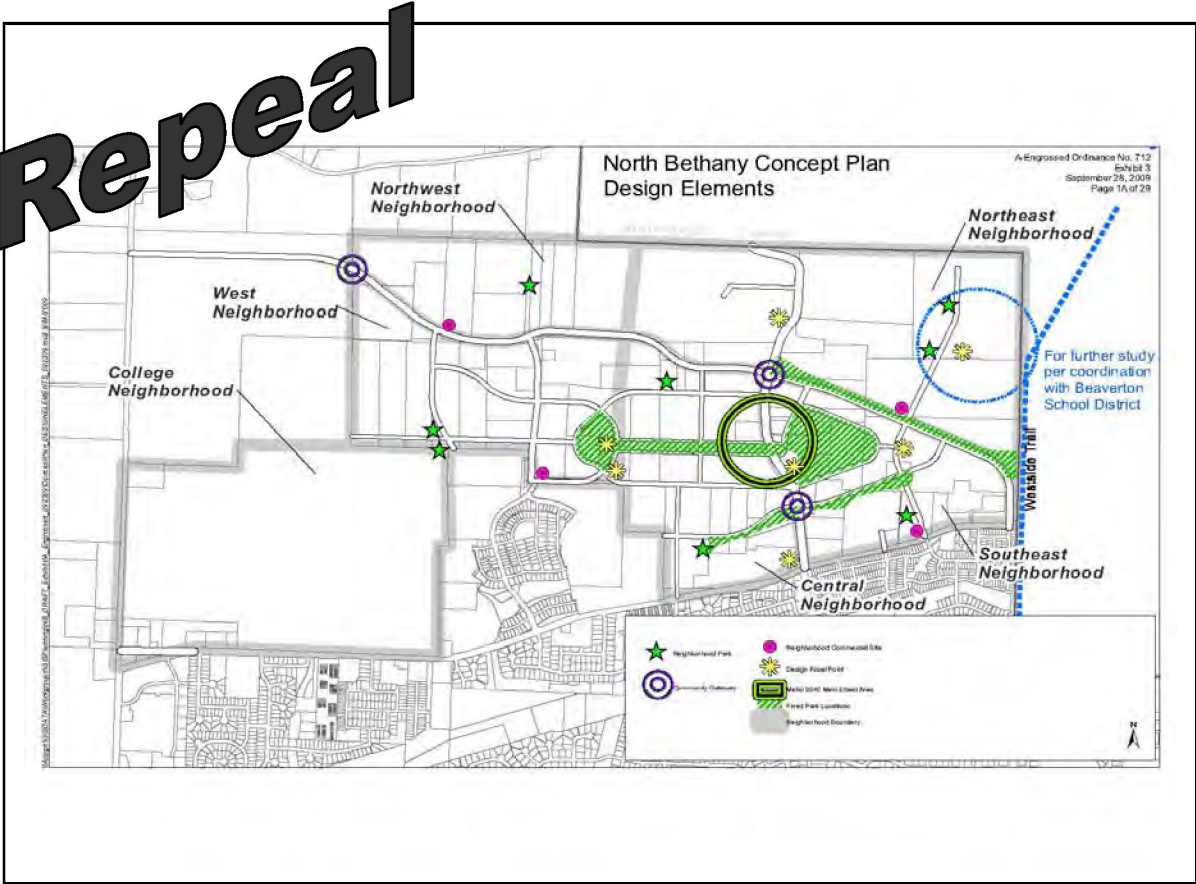 Repeal
North Bethany Concept Plan
Design Elements
A-Engrossed Ordinance No. 712
Exhibit 3
September 28, 2009
Page 1A of 29
Northwest
Neighborhood
Northeast
Neighborhood
West
Neighborhood
College
Neighborhood
For further study
per coordination
with Beaverton
School District
Westside Trail
Southeast
Neighborhood
Central
Neighborhood
Neighborhood Park
Community Gateway
Neighborhood Commercial Site
Design Focal Point
Metro 2040 Main Street Area
Fixed Park Locations
Neighborhood Boundary
N